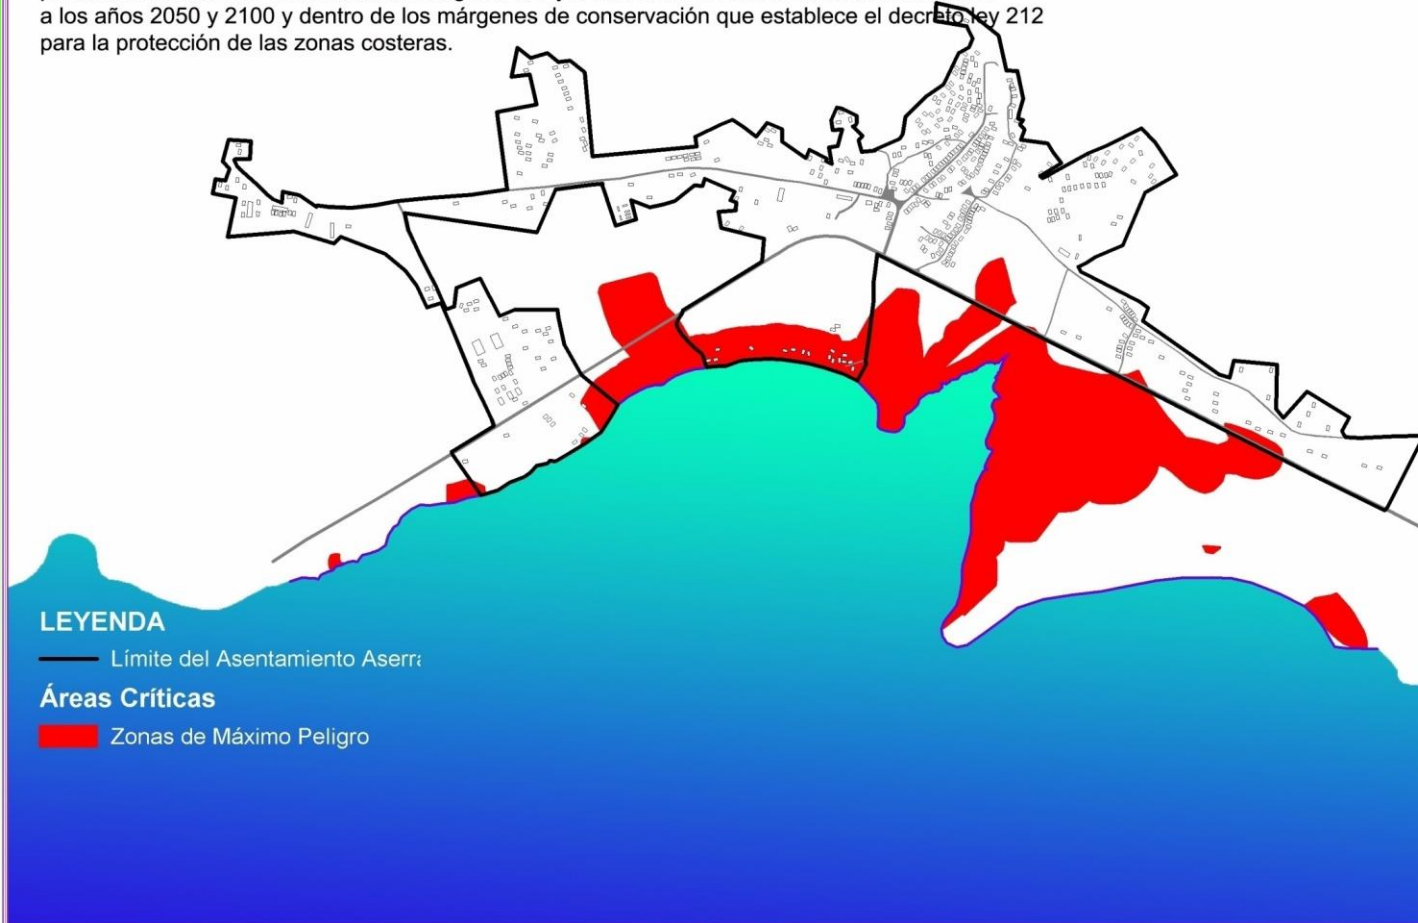 a los años 2050 y 2100 y dentro de los márgenes de conservación que establece el decreto ley 212
para la protección de las zonas costeras.
LEYENDA
Límite del Asentamiento
Áreas Críticas
Zonas de Máximo Peligro